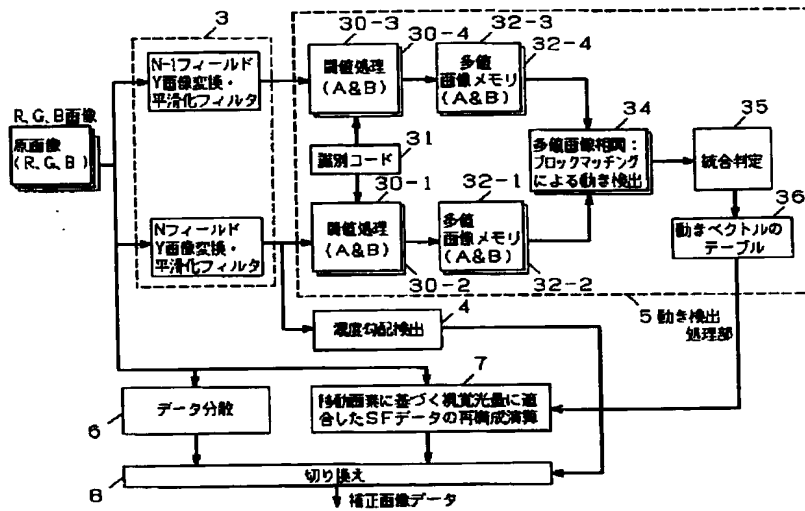 3
30-3
30-4
32-3
32-4
N-1フィールド
Y画像変換・
平滑化フィルタ
閾値処理
(A&B)
多値
画像メモリ
(A&B)
34
35
R、G、B画像
原画像
(R、G、B)
識別コード
31
多値画像相関：
ブロックマッチング
による動き検出
統合判定
30-1
32-1
36
Nフィールド
Y画像変換・
平滑化フィルタ
閾値処理
(A&B)
多値
画像メモリ
(A&B)
動きベクトルの
テーブル
30-2
32-2
4
5 動き検出
処理部
濃度勾配検出
7
データ分散
移動画素に基づく視覚光量に適
合したSFデータの再構成演算
6
切り換え
8
補正画像データ